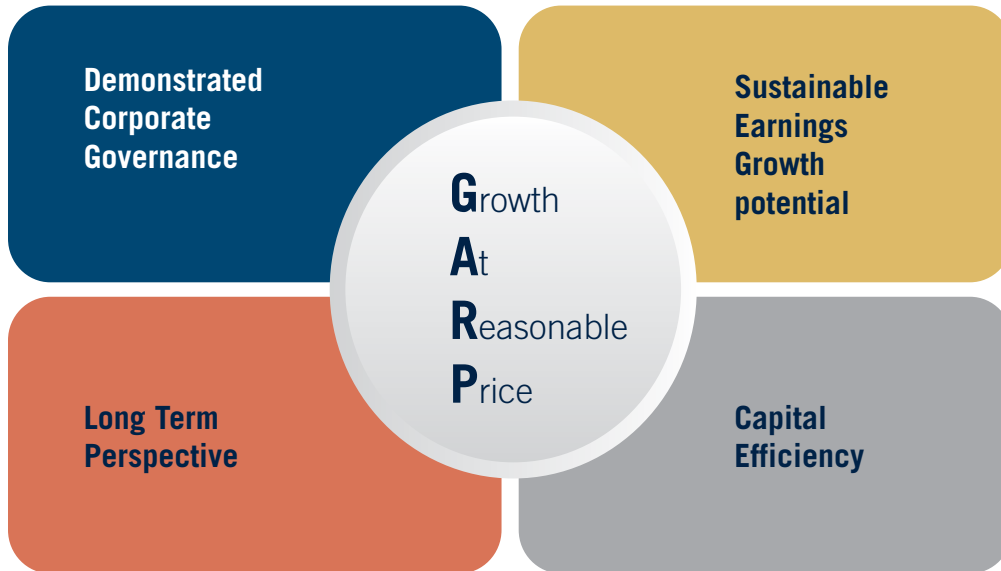 Demonstrated
Corporate
Governance
Sustainable
Earnings
Growth
potential
Growth
At
Reasonable
Price
Long Term
Perspective
Capital
Efficiency